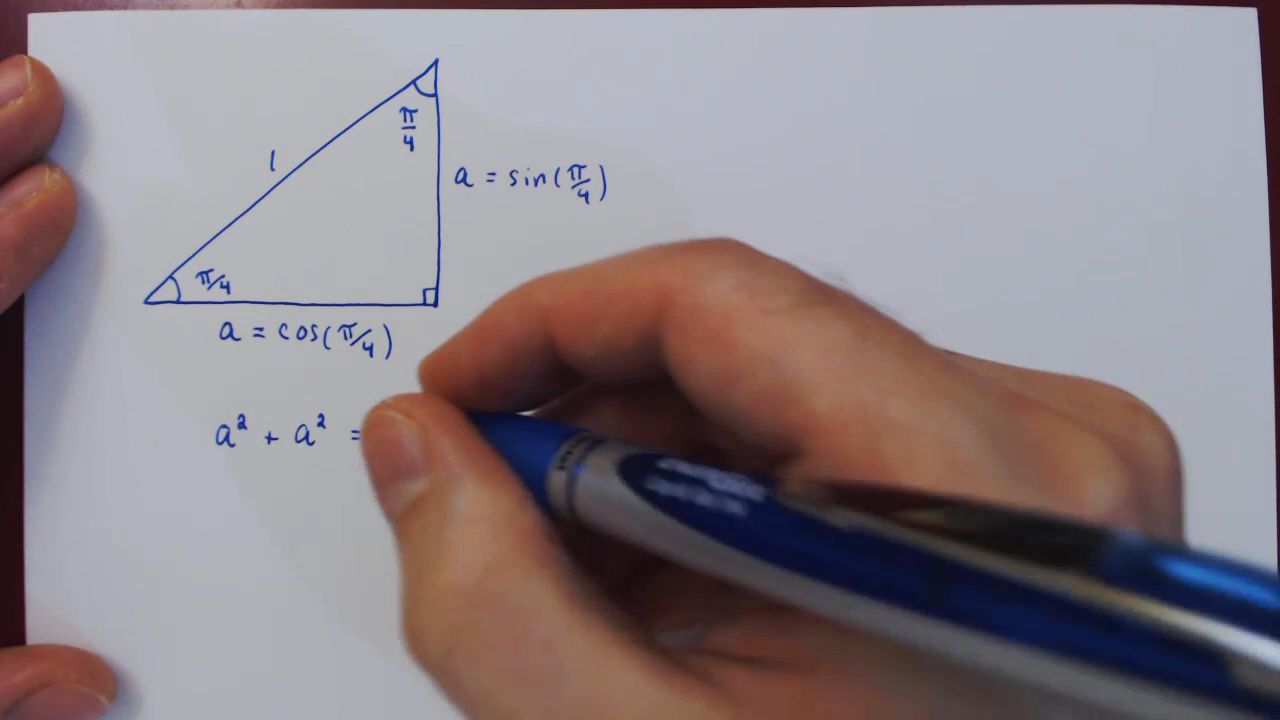 1
π/4
a = sin(π/4)
π/4
a = cos(π/4)
a² + a² =